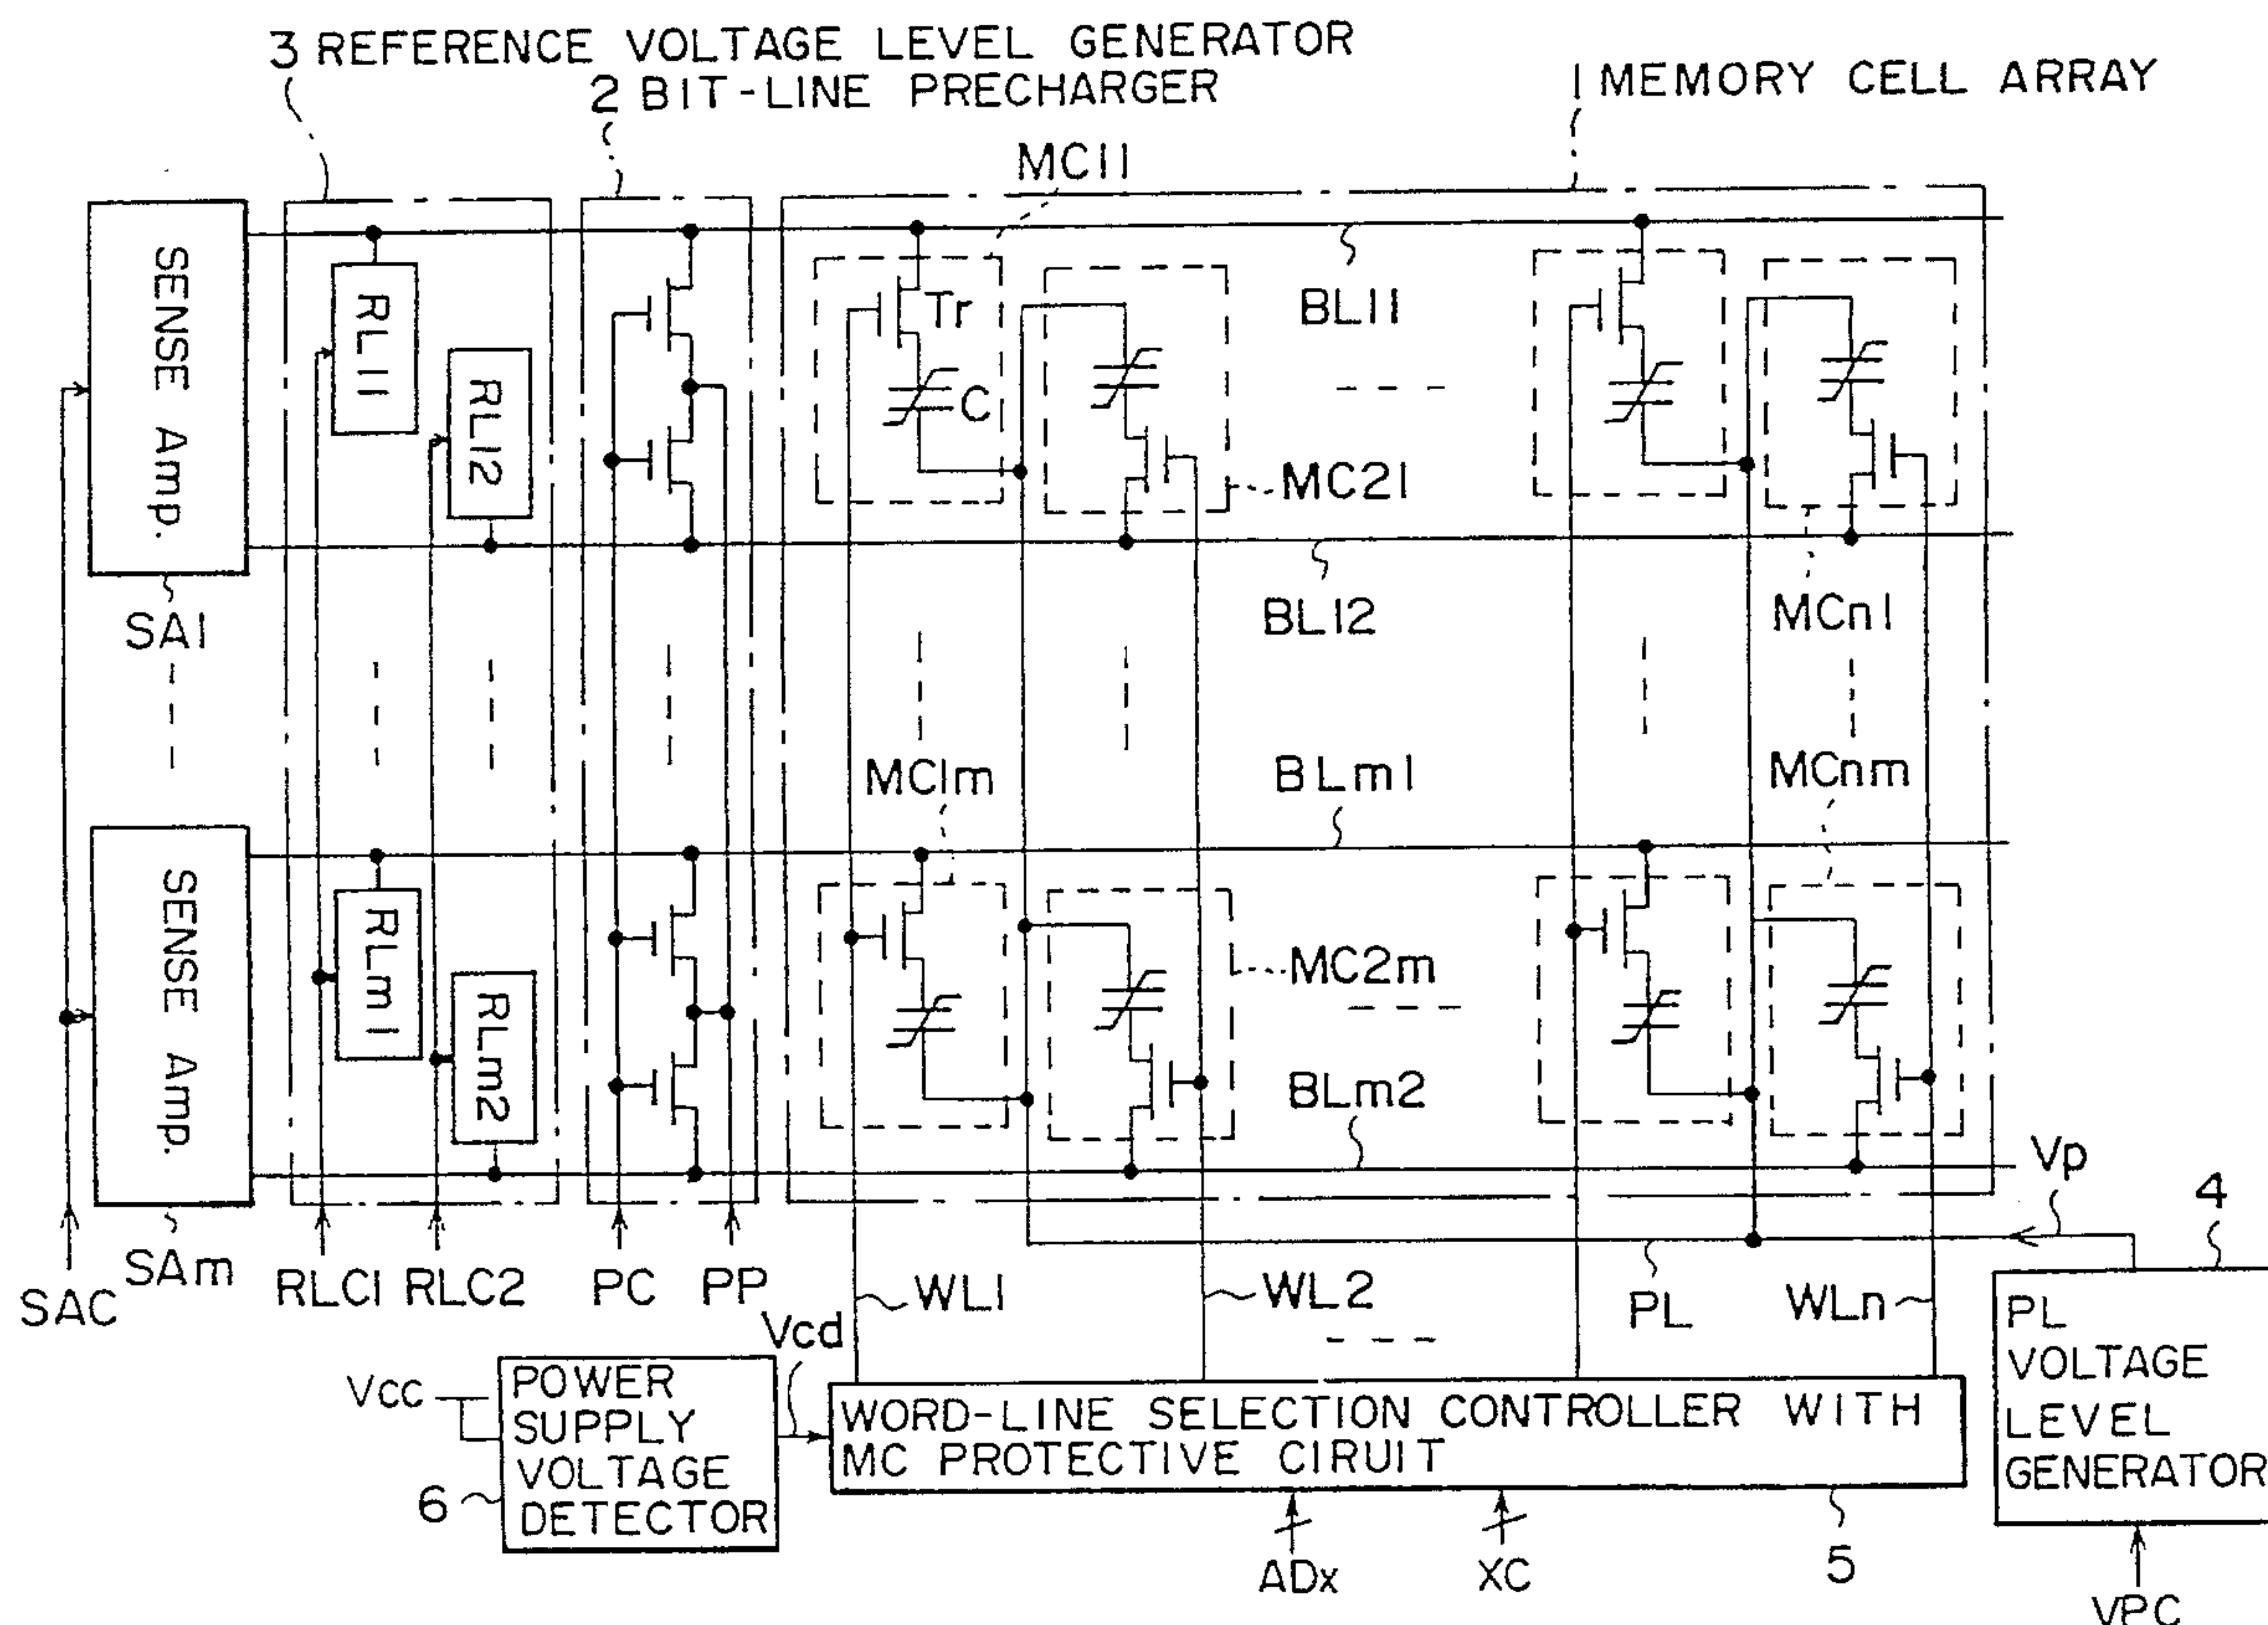 3 REFERENCE VOLTAGE LEVEL GENERATOR
2 BIT-LINE PRECHARGER
1 MEMORY CELL ARRAY
MC11
SENSE Amp.
RL11
RL12
Tr
C
BL11
MC21
SA1
BL12
MCn1
MC1m
BLm1
MCnm
SENSE Amp.
RLm1
RLm2
MC2m
BLm2
Vp
4
SAm
SAC
RLC1
RLC2
PC
PP
WL1
WL2
PL
WLn
Vcd
Vcc
POWER
SUPPLY
VOLTAGE
DETECTOR
6
WORD-LINE SELECTION CONTROLLER WITH
MC PROTECTIVE CIRUIT
PL
VOLTAGE
LEVEL
GENERATOR
ADx
XC
5
VPC